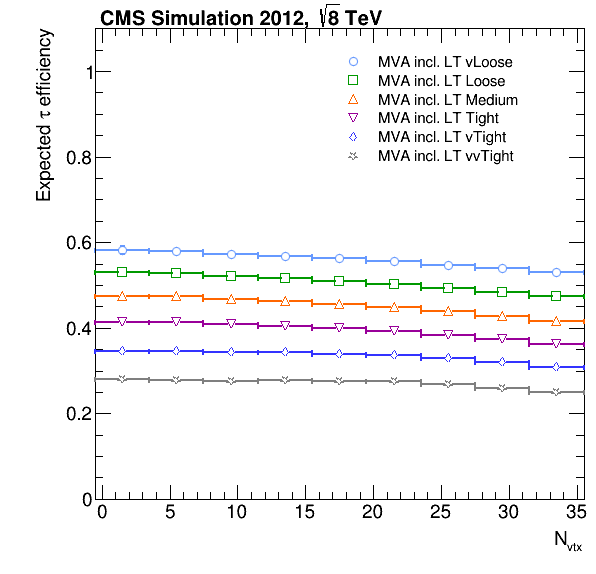 CMS Simulation 2012, √8 TeV
Expected τ efficiency
1
0.8
0.6
0.4
0.2
0
MVA incl. LT vLoose
MVA incl. LT Loose
MVA incl. LT Medium
MVA incl. LT Tight
MVA incl. LT vTight
MVA incl. LT vvTight
0 5 10 15 20 25 30 35
Nvtx